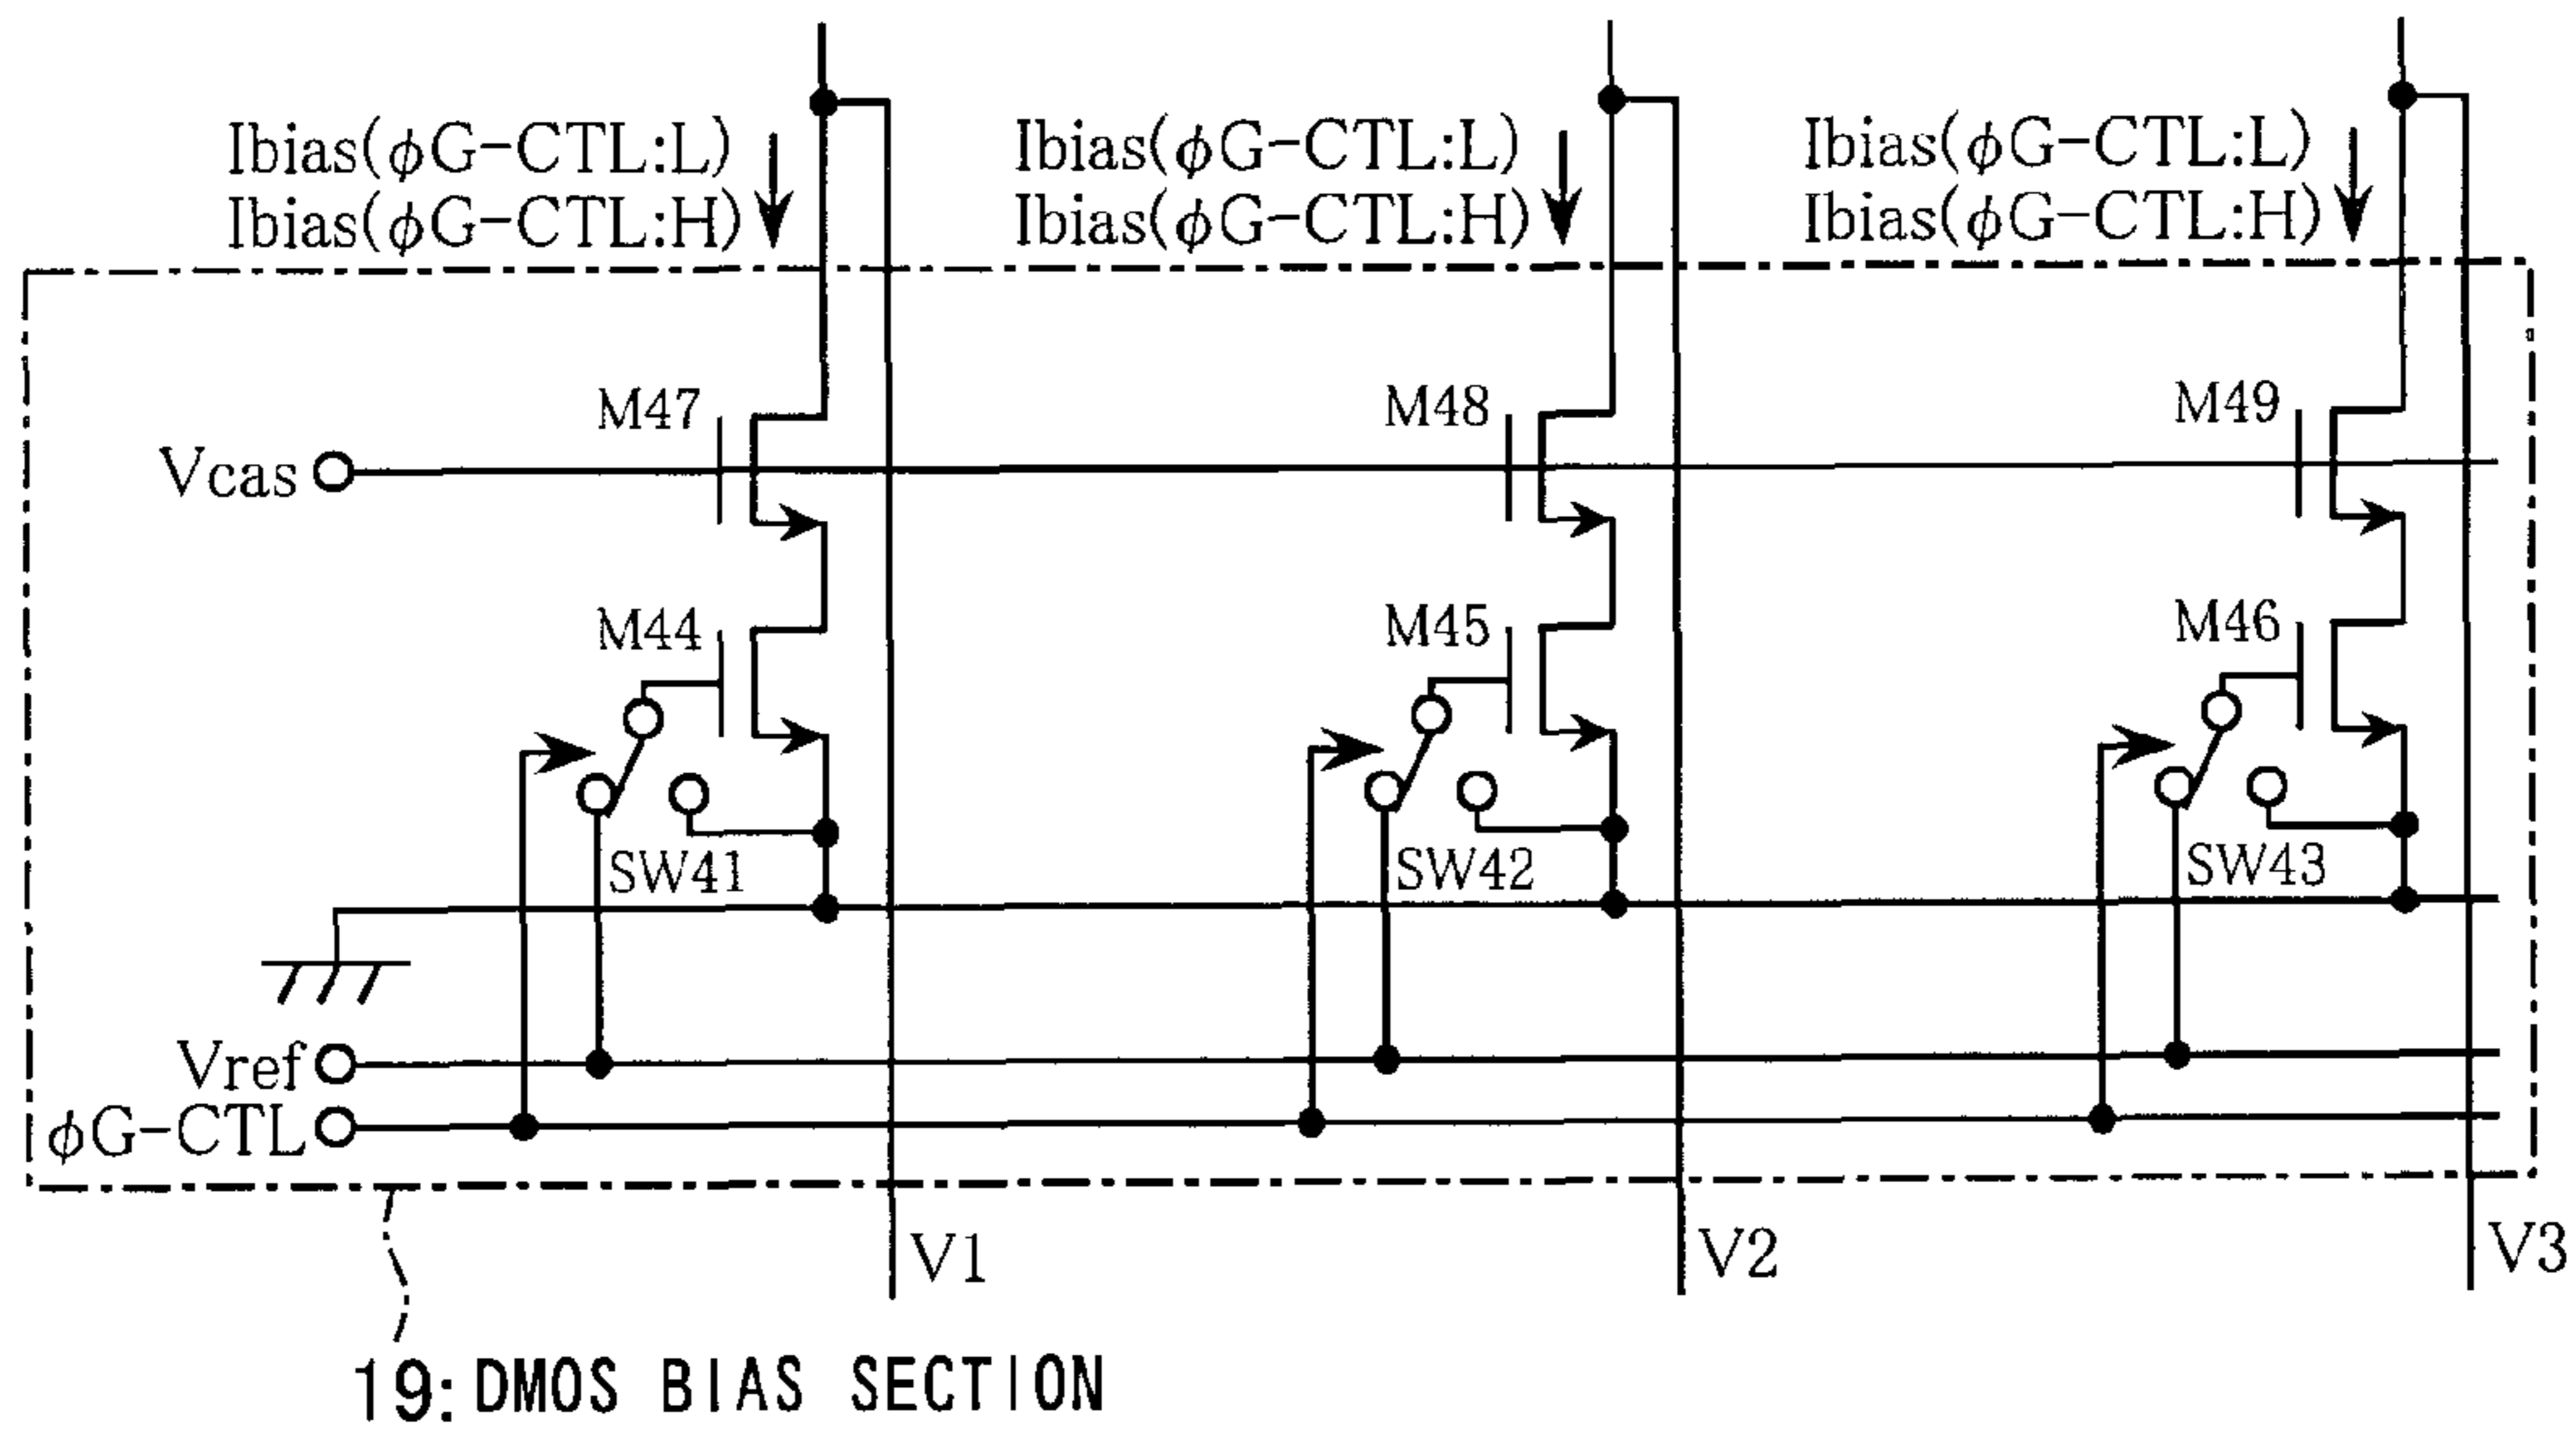 Ibias(ϕG-CTL:L)
Ibias(ϕG-CTL:H)
Ibias(ϕG-CTL:L)
Ibias(ϕG-CTL:H)
Ibias(ϕG-CTL:L)
Ibias(ϕG-CTL:H)
M47
M48
M49
Vcas
M44
M45
M46
SW41
SW42
SW43
Vref
ϕG-CTL
V1
V2
V3
19: DMOS BIAS SECTION